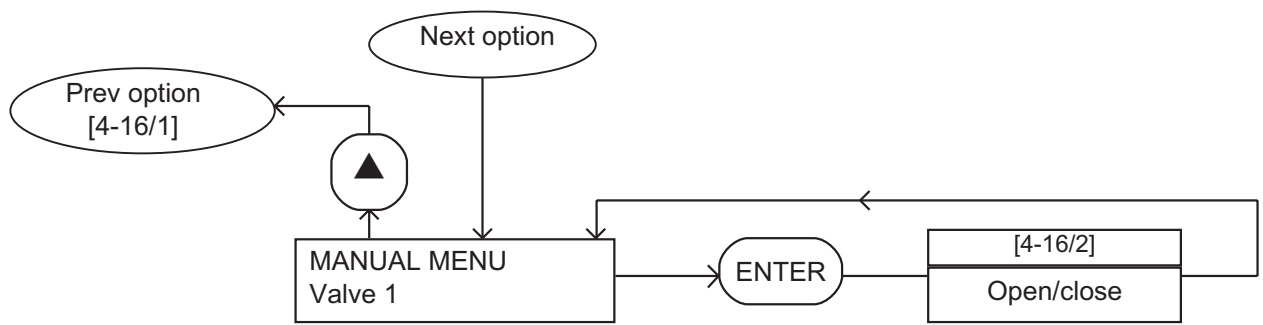 Next option
Prev option
[4-16/1]
MANUAL MENU
Valve 1
ENTER
[4-16/2]
Open/close